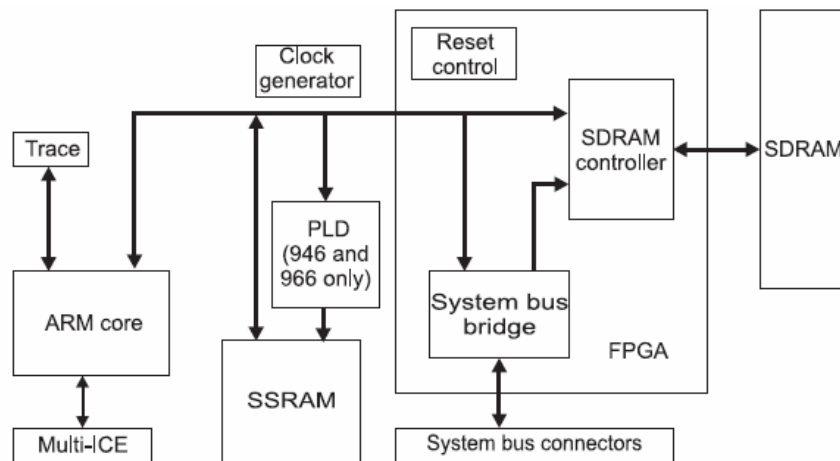 Clock
generator
Reset
control
Trace
SDRAM
controller
SDRAM
PLD
(946 and
966 only)
ARM core
System bus
bridge
FPGA
SSRAM
Multi-ICE
System bus connectors